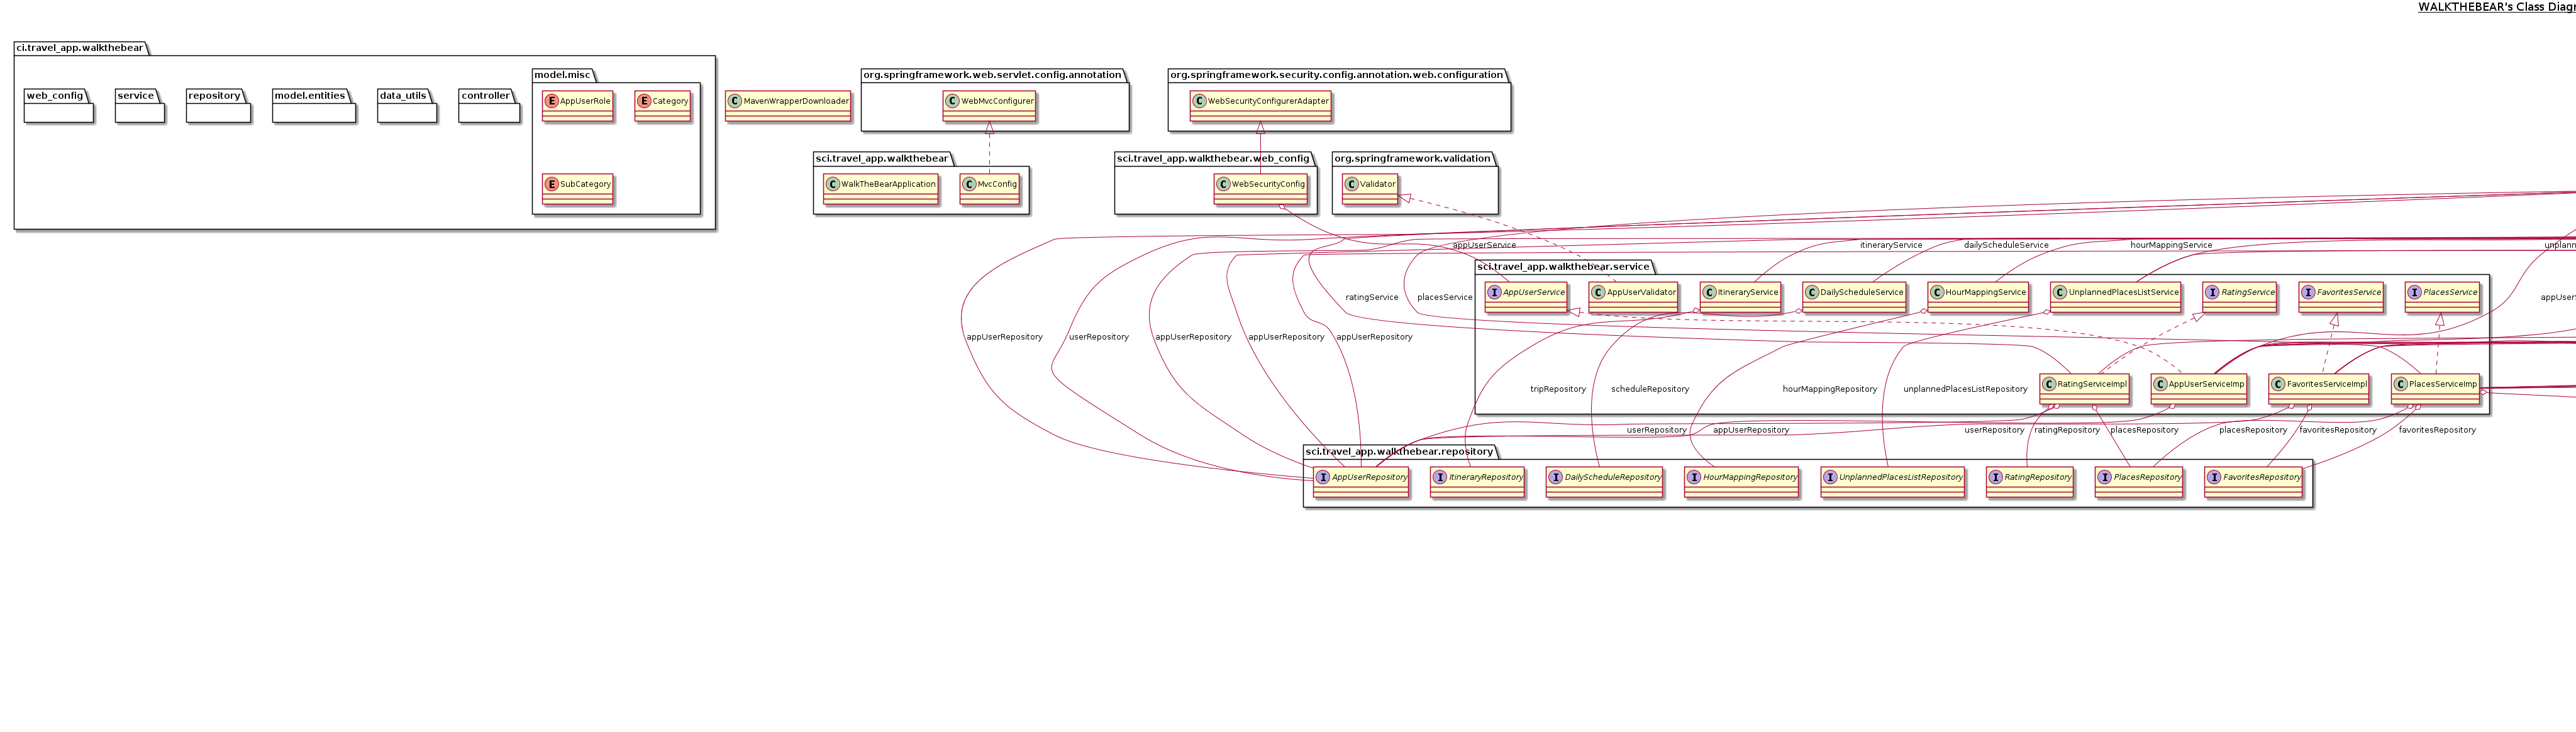 WALKTHEBEAR's Class Diagr
ci.travel_app.walkthebear
web_config
service
repository
model.entities
data_utils
controller
model.misc
E AppUserRole
E Category
E SubCategory
C MavenWrapperDownloader
org.springframework.web.servlet.config.annotation
C WebMvcConfigurer
org.springframework.security.config.annotation.web.configuration
C WebSecurityConfigurerAdapter
sci.travel_app.walkthebear
C WalkTheBearApplication
C MvcConfig
sci.travel_app.walkthebear.web_config
C WebSecurityConfig
org.springframework.validation
C Validator
appUserService
itineraryService
dailyScheduleService
hourMappingService
unplann
sci.travel_app.walkthebear.service
I AppUserService
C AppUserValidator
C ItineraryService
C DailyScheduleService
C HourMappingService
C UnplannedPlacesListService
I RatingService
I FavoritesService
I PlacesService
ratingService
placesService
appUserS
appUserRepository
userRepository
appUserRepository
appUserRepository
appUserRepository
tripRepository
scheduleRepository
hourMappingRepository
unplannedPlacesListRepository
C RatingServiceImpl
C AppUserServiceImp
C FavoritesServiceImpl
C PlacesServiceImp
userRepository
appUserRepository
userRepository
ratingRepository
placesRepository
placesRepository
favoritesRepository
favoritesRepository
sci.travel_app.walkthebear.repository
I AppUserRepository
I ItineraryRepository
I DailyScheduleRepository
I HourMappingRepository
I UnplannedPlacesListRepository
I RatingRepository
I PlacesRepository
I FavoritesRepository